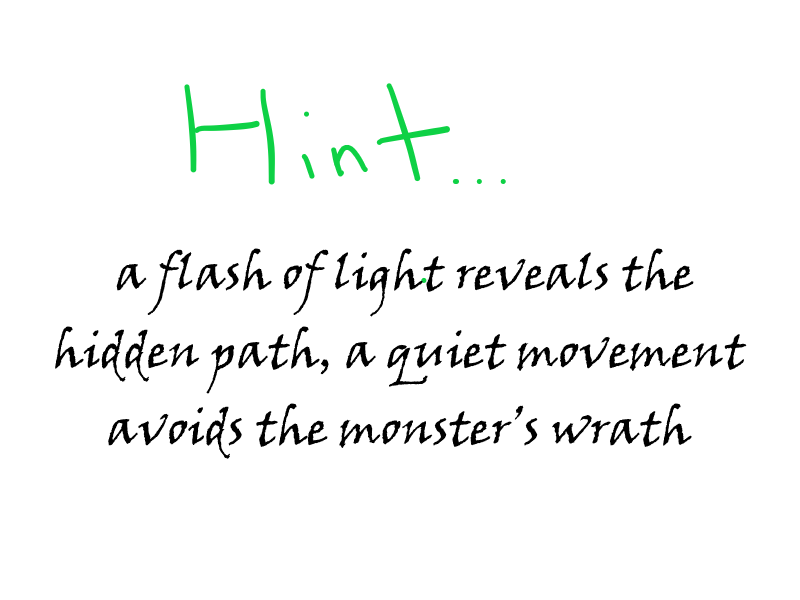 Hint...
a flash of light reveals the
hidden path, a quiet movement
avoids the monster's wrath